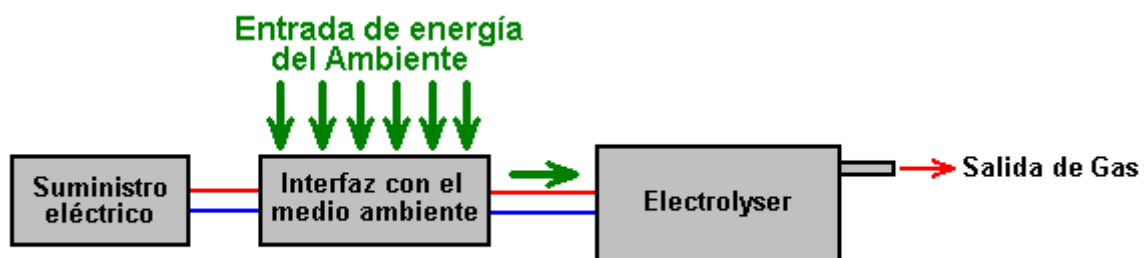 Entrada de energía
del Ambiente
Suministro
eléctrico
Interfaz con el
medio ambiente
Electrolyser
Salida de Gas